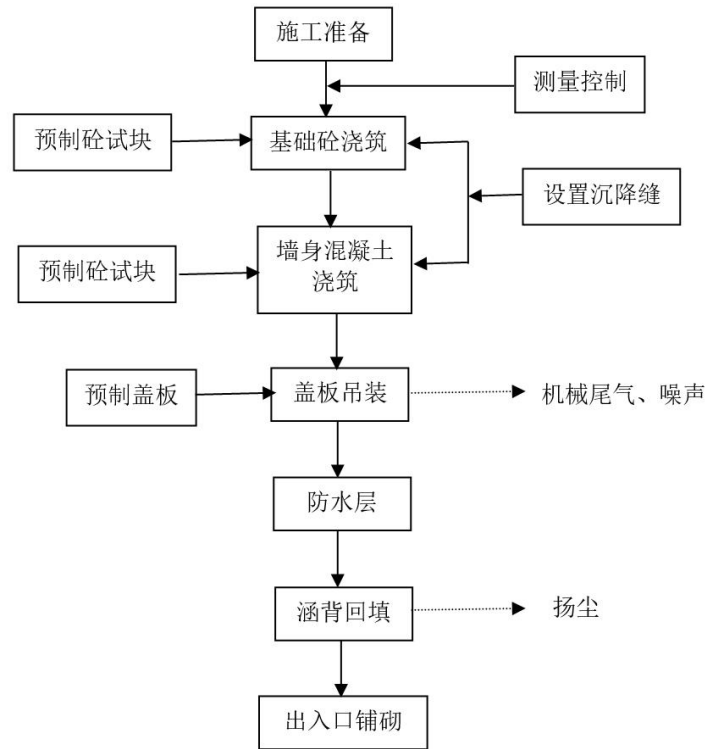 施工准备
测量控制
预制砼试块
基础砼浇筑
设置沉降缝
墙身混凝土
浇筑
预制砼试块
预制盖板
盖板吊装
机械尾气、噪声
防水层
涵背回填
扬尘
出入口铺砌